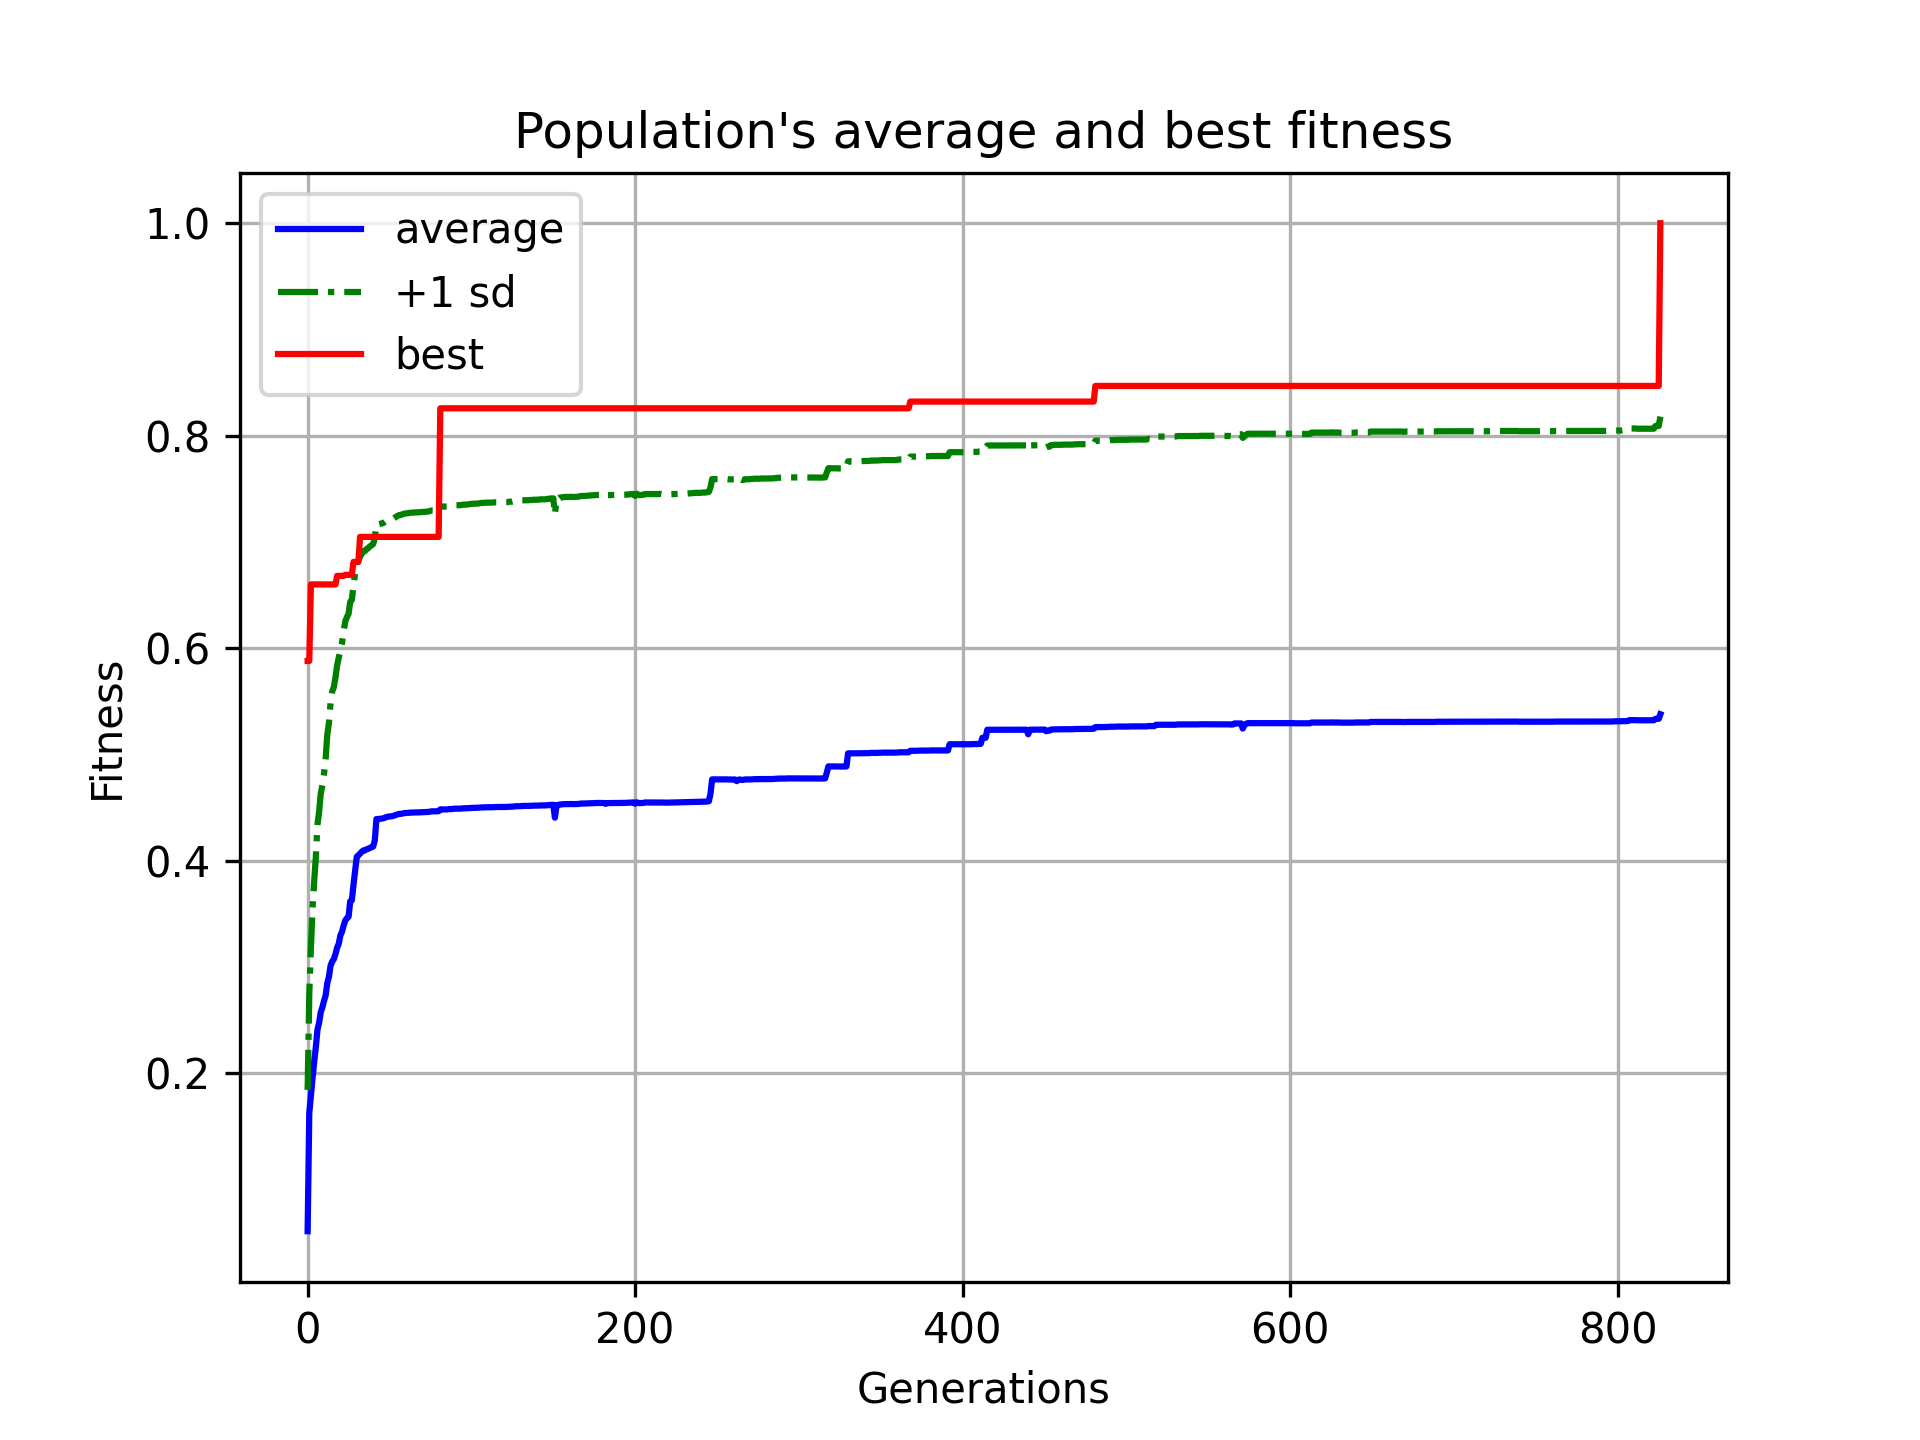 Population's average and best fitness
average
+1 sd
best
1.0
0.8
0.6
0.4
0.2
Fitness
0 200 400 600 800
Generations